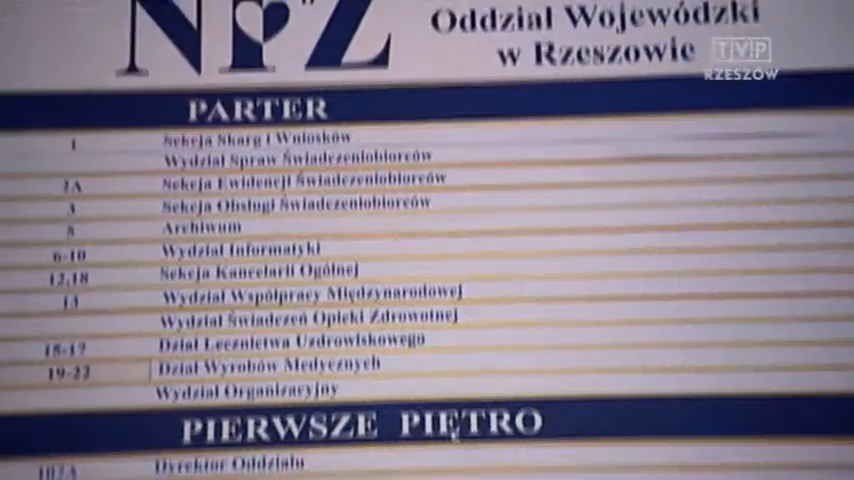 NFZ
Oddział Wojewódzki
w Rzeszowie
TVP
RZESZÓW
PARTER
1 Sekcja Skarg i Wniosków
Wydział Spraw Świadczeniobiorców
2A Sekcja Ewidencji Świadczeniobiorców
3 Sekcja Obsługi Świadczeniobiorców
Archiwum
6-10 Wydział Informatyki
12,18 Sekcja Kancelarii Ogólnej
13 Wydział Współpracy Międzynarodowej
Wydział Świadczeń Opieki Zdrowotnej
15-17 Dział Lecznictwa Uzdrowiskowego
19-22 Dział Wyrobów Medycznych
Wydział Organizacyjny
PIERWSZE PIĘTRO
Dyrektor Oddziału